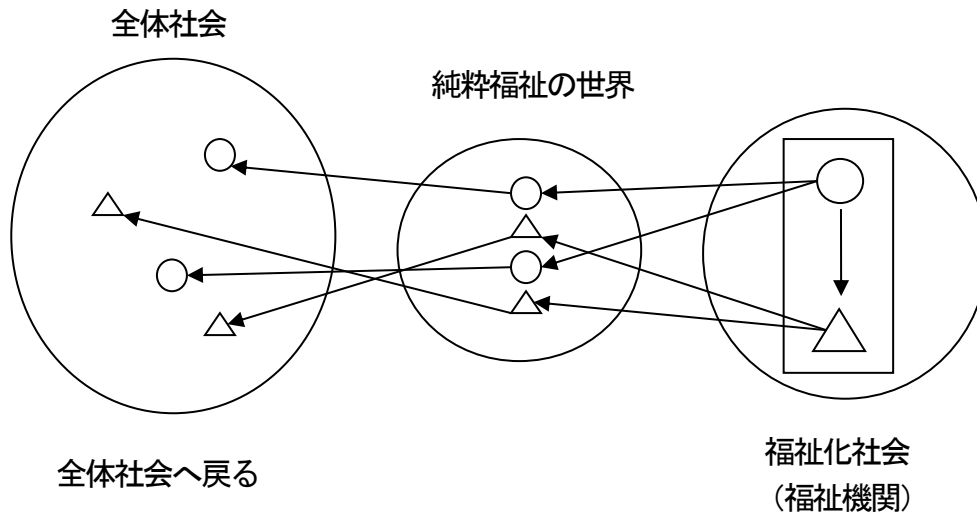 全体社会
純粋福祉の世界
全体社会へ戻る
福祉化社会
（福祉機関）